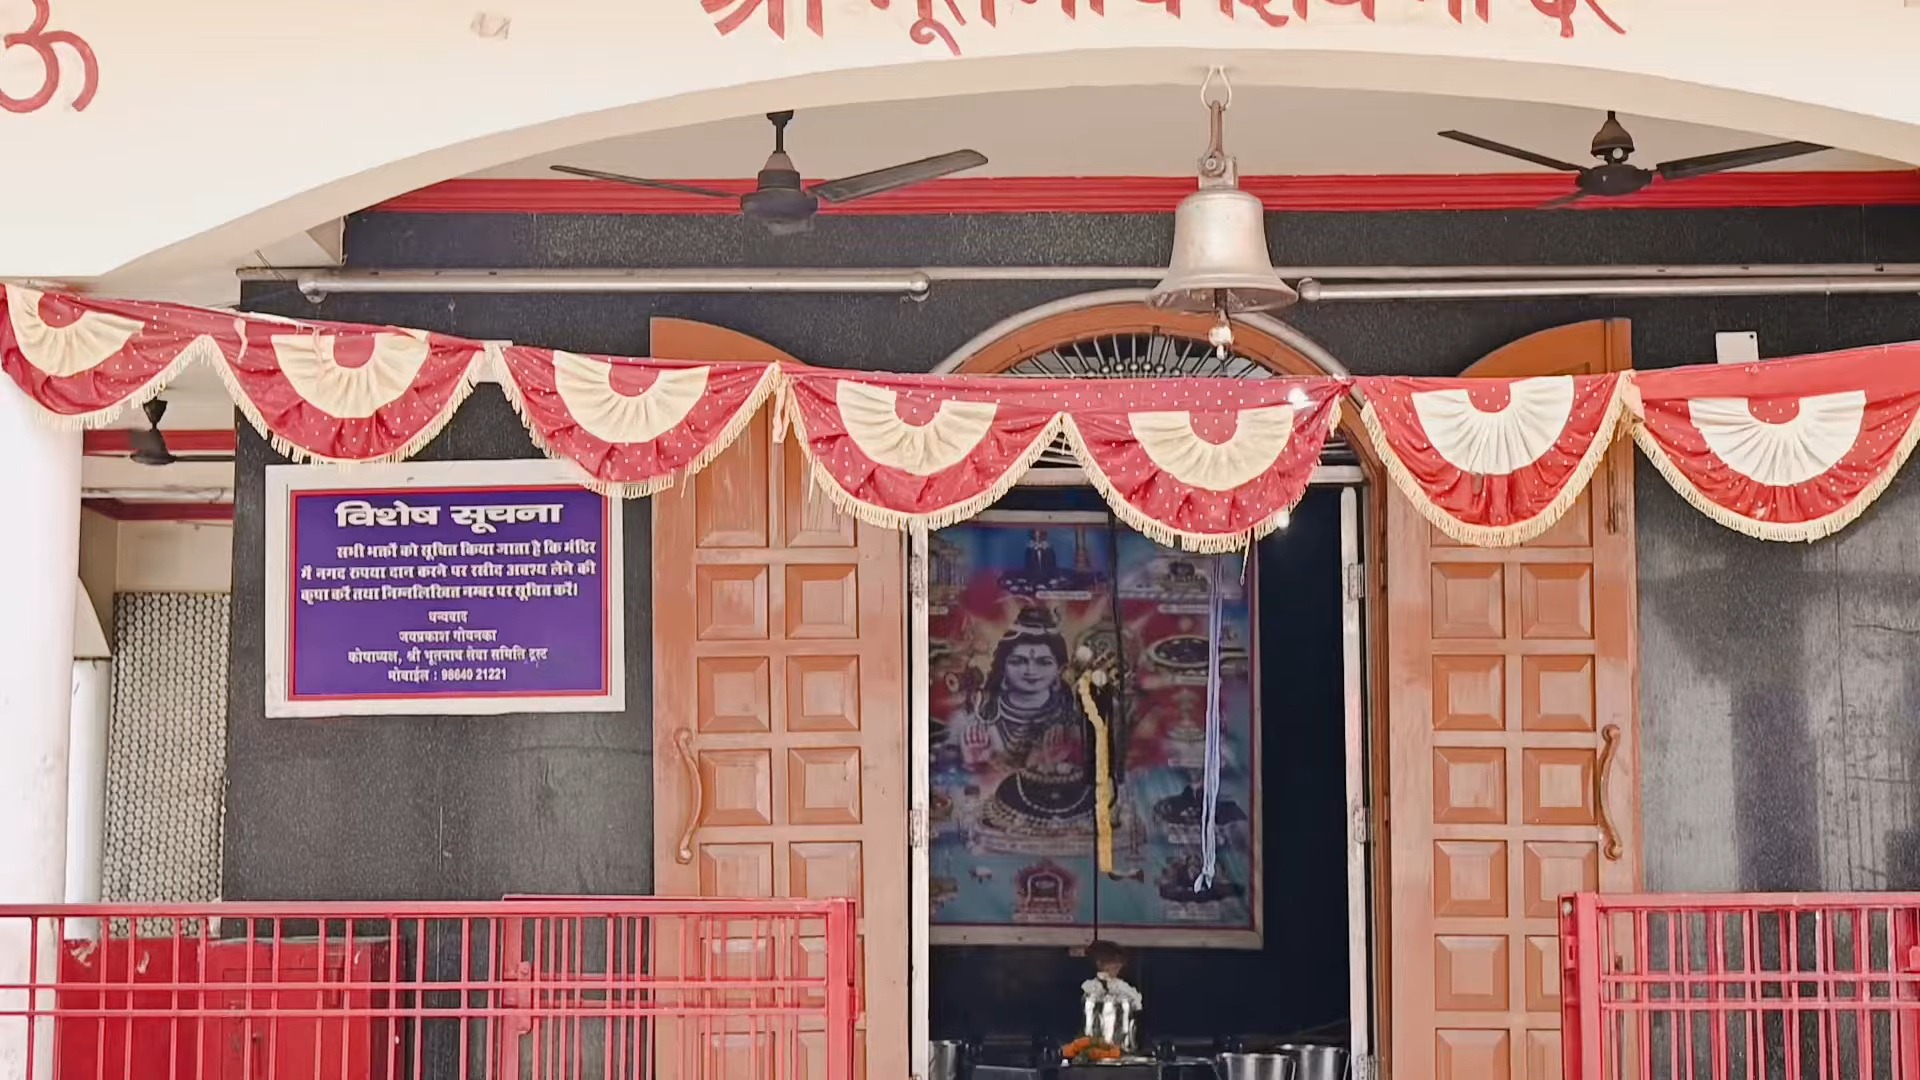 ॐ
श्री भूतनाथ शिव मंदिर
विशेष सूचना
सभी भक्तों को सूचित किया जाता है कि मंदिर
में नगद रुपया दान करने पर रसीद अवश्य लेने की
कृपा करें तथा निम्नलिखित नम्बर पर सूचित करें।
धन्यवाद
जयप्रकाश गोयनका
कोषाध्यक्ष, श्री भूतनाथ सेवा समिति ट्रस्ट
मोबाईल : 98640 21221